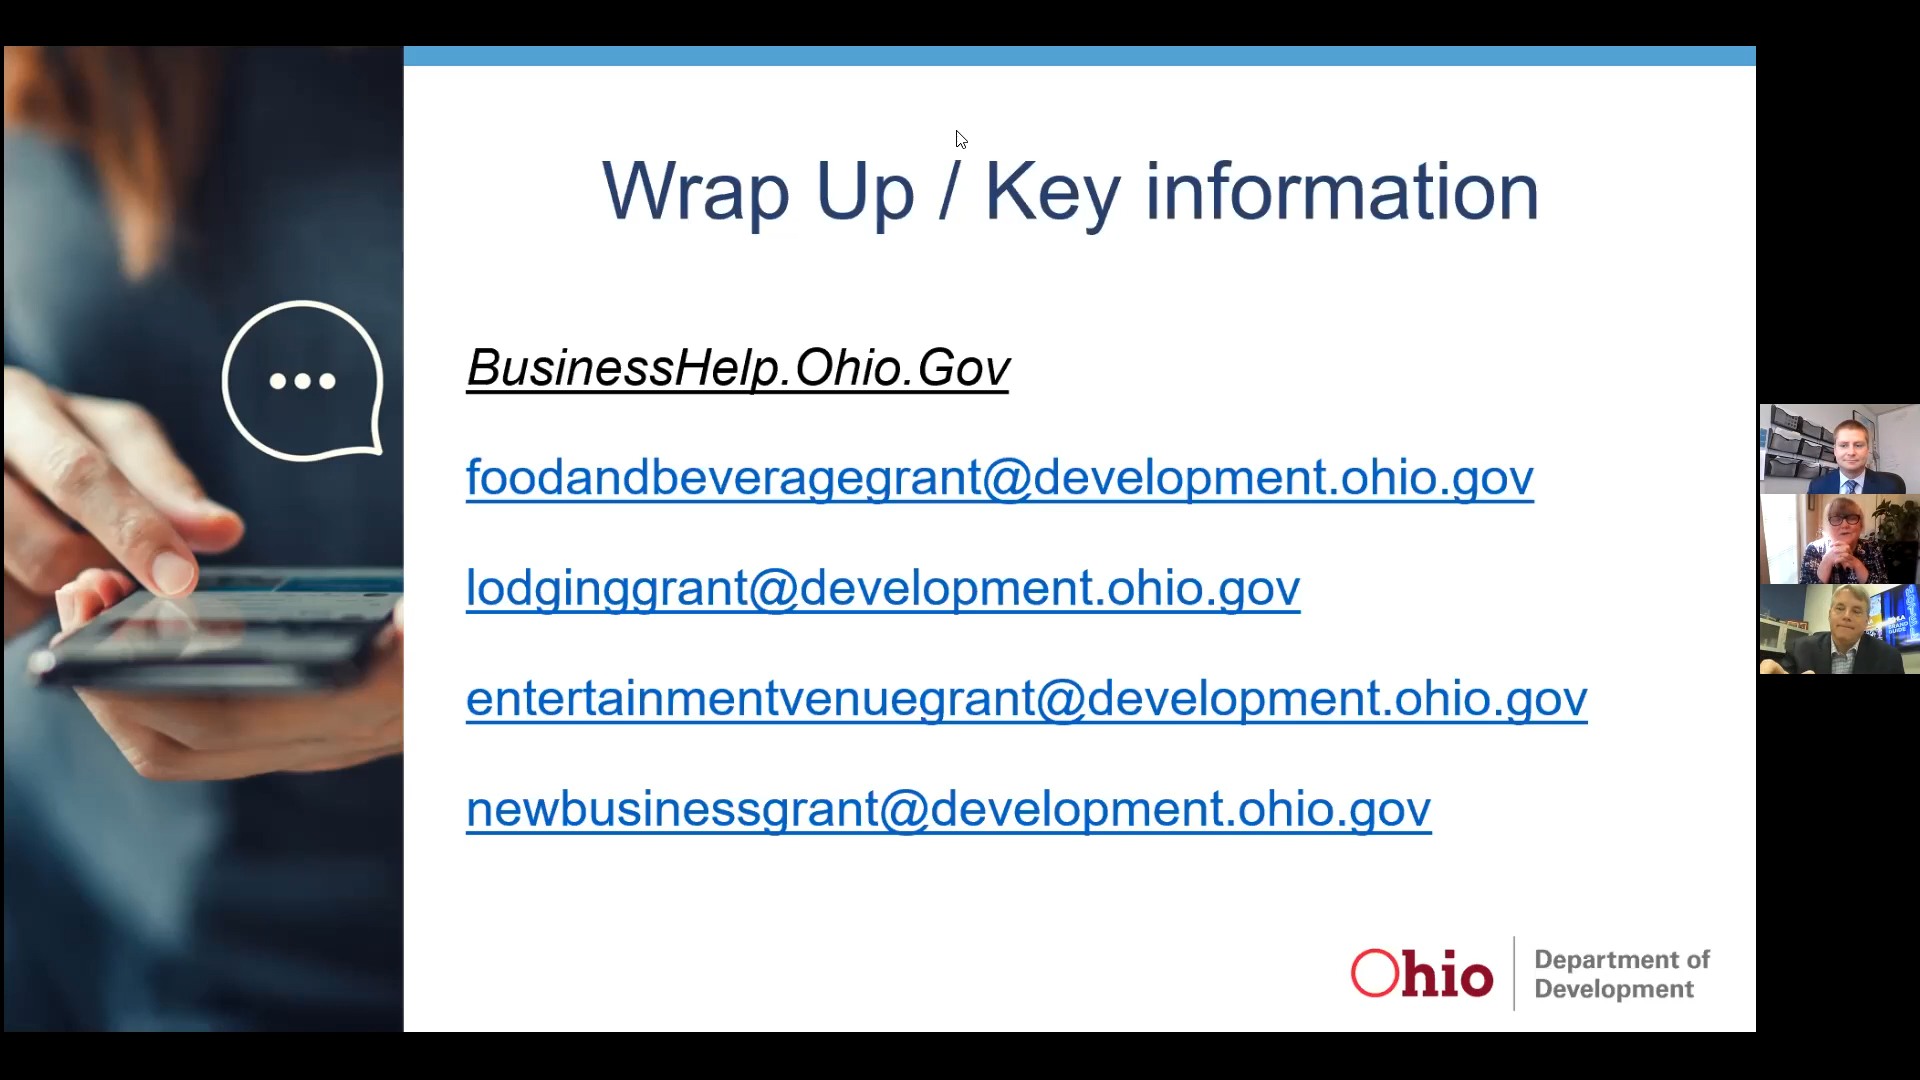 Wrap Up / Key information
BusinessHelp.Ohio.Gov
foodandbeveragegrant@development.ohio.gov
lodginggrant@development.ohio.gov
entertainmentvenuegrant@development.ohio.gov
newbusinessgrant@development.ohio.gov
Ohio
Department of
Development
GUIDE